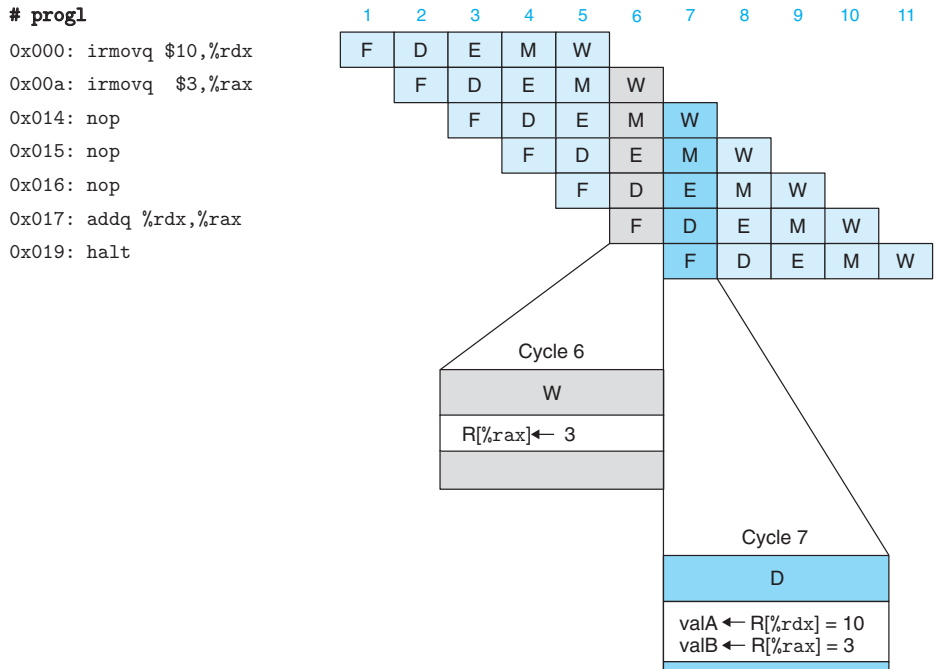 # progl 1 2 3 4 5 6 7 8 9 10 11
0x000: irmovq $10,%rdx F D E M W
0x00a: irmovq $3,%rax F D E M W
0x014: nop F D E M W
0x015: nop F D E M W
0x016: nop F D E M W
0x017: addq %rdx,%rax F D E M W
0x019: halt F D E M W
Cycle 6
W
R[%rax]← 3
Cycle 7
D
valA ← R[%rdx] = 10
valB ← R[%rax] = 3